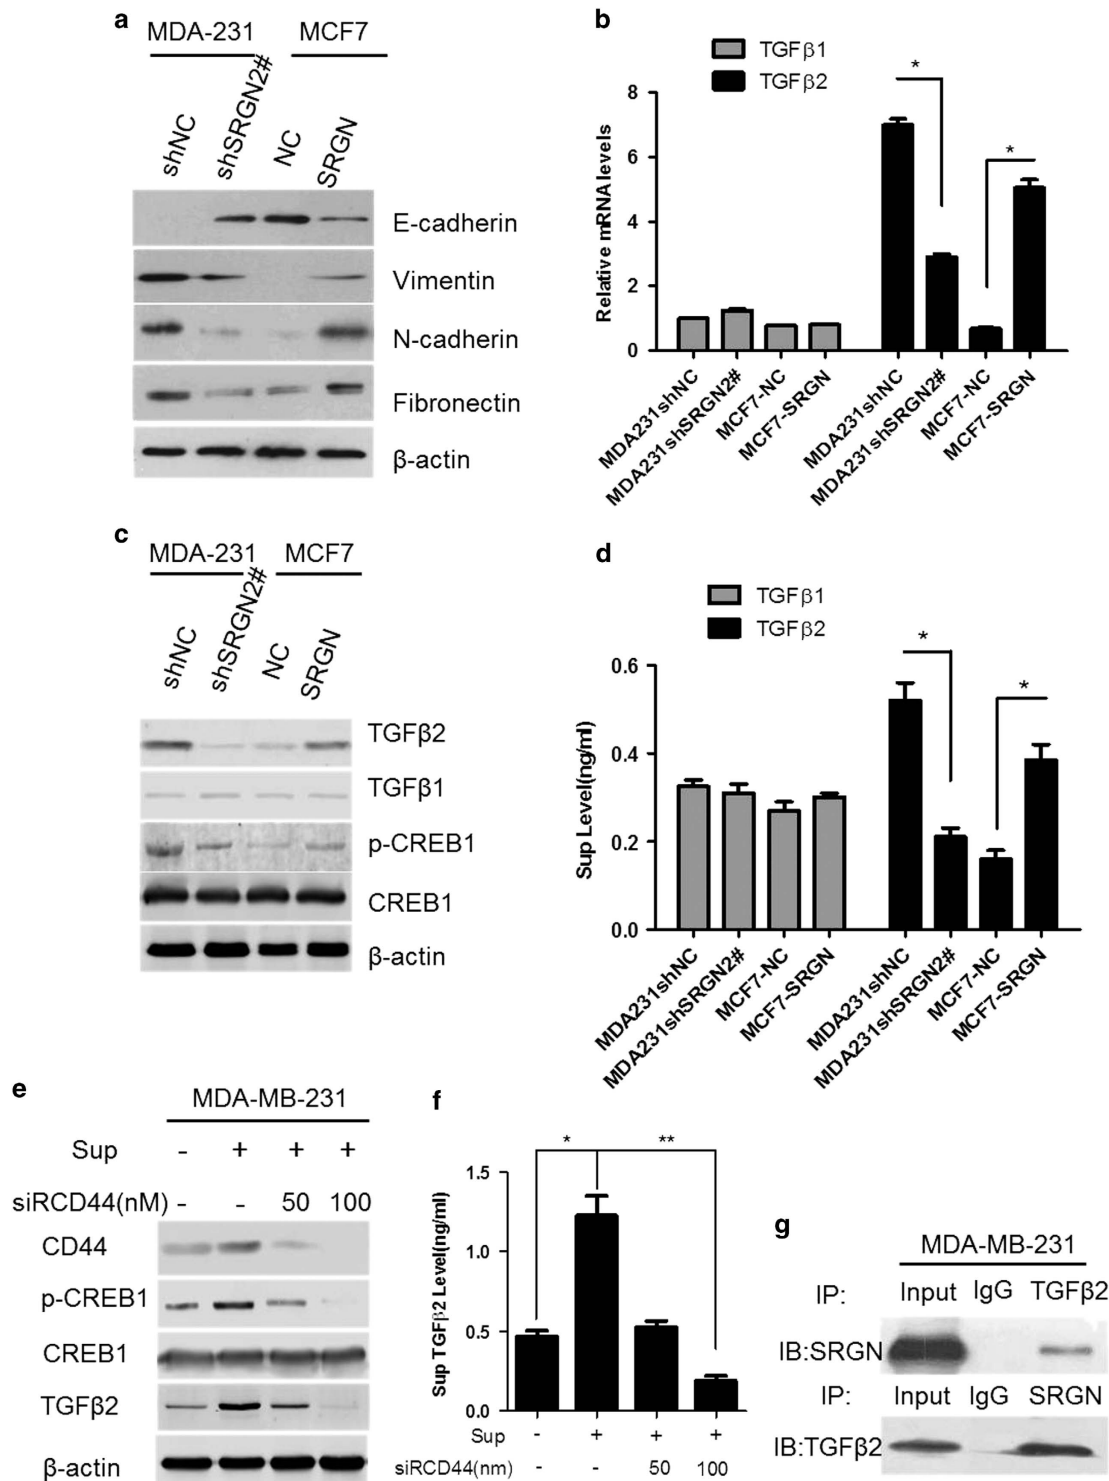 a
MDA-231 MCF7
shNC shSRGN2# NC SRGN
E-cadherin
Vimentin
N-cadherin
Fibronectin
β-actin
b
TGFβ1
TGFβ2
*
*
Relative mRNA levels
8
6
4
2
0
MDA231shNC MDA231shSRGN2# MCF7-NC MCF7-SRGN MDA231shNC MDA231shSRGN2# MCF7-NC MCF7-SRGN
c
MDA-231 MCF7
shNC shSRGN2# NC SRGN
TGFβ2
TGFβ1
p-CREB1
CREB1
β-actin
d
TGFβ1
TGFβ2
*
*
Sup Level(ng/ml)
0.6
0.4
0.2
0.0
MDA231shNC MDA231shSRGN2# MCF7-NC MCF7-SRGN MDA231shNC MDA231shSRGN2# MCF7-NC MCF7-SRGN
e
MDA-MB-231
Sup - + + +
siRCD44(nM) - - 50 100
CD44
p-CREB1
CREB1
TGFβ2
β-actin
f
* **
Sup TGFβ2 Level(ng/ml)
1.5
1.0
0.5
0.0
Sup - + + +
siRCD44(nm) - - 50 100
g
MDA-MB-231
IP: Input IgG TGFβ2
IB:SRGN
IP: Input IgG SRGN
IB:TGFβ2